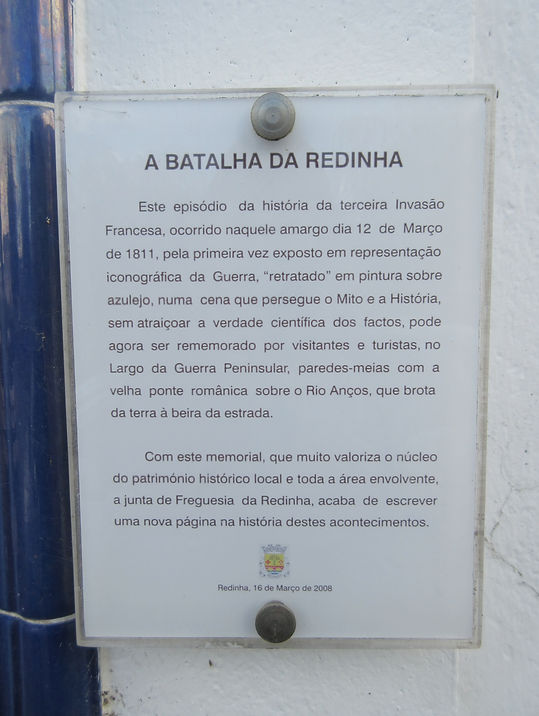 A BATALHA DA REDINHA
Este episódio da história da terceira Invasão
Francesa, ocorrido naquele amargo dia 12 de Março
de 1811, pela primeira vez exposto em representação
iconográfica da Guerra, “retratado” em pintura sobre
azulejo, numa cena que persegue o Mito e a História,
sem atraiçoar a verdade científica dos factos, pode
agora ser rememorado por visitantes e turistas, no
Largo da Guerra Peninsular, paredes-meias com a
velha ponte românica sobre o Rio Anços, que brota
da terra à beira da estrada.
Com este memorial, que muito valoriza o núcleo
do património histórico local e toda a área envolvente,
a junta de Freguesia da Redinha, acaba de escrever
uma nova página na história destes acontecimentos.
Redinha, 16 de Março de 2008